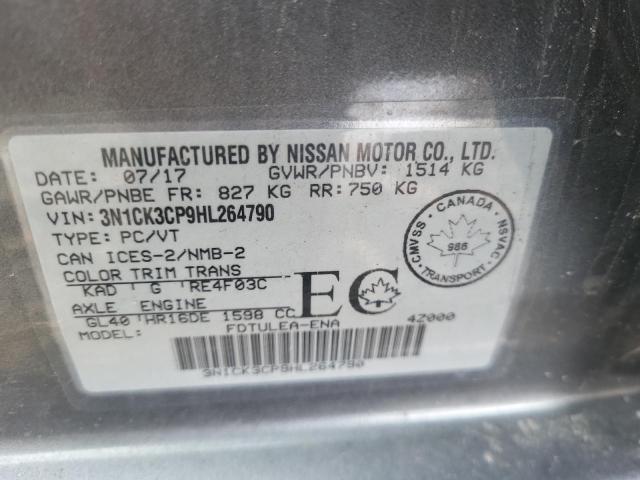 MANUFACTURED BY NISSAN MOTOR CO., LTD.
DATE: 07/17 GVWR/PNBV: 1514 KG
GAWR/PNBE FR: 827 KG RR: 750 KG
VIN: 3N1CK3CP9HL264790
TYPE: PC/VT
CAN ICES-2/NMB-2
COLOR TRIM TRANS
KAD G RE4F03C
AXLE ENGINE
GL40 HR16DE 1598 CC
MODEL: FDTULEA-ENA 4Z000
3N1CK3CP9HL264790
EC
CANADA
CMVSS NSVAC
986
TRANSPORT